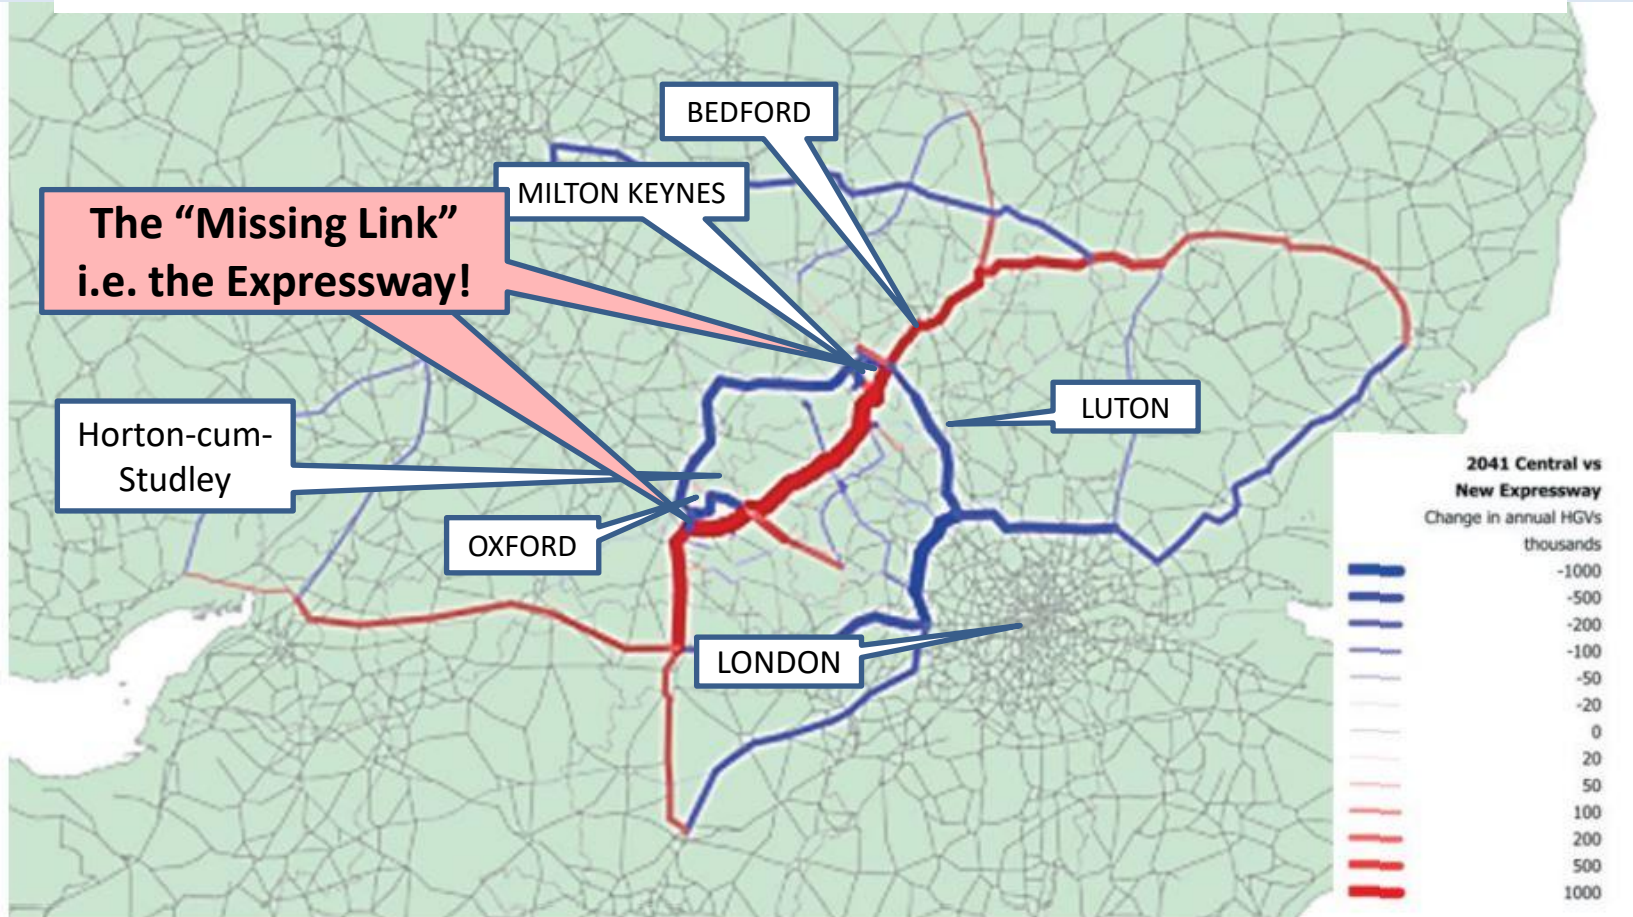 BEDFORD
MILTON KEYNES
The “Missing Link”
i.e. the Expressway!
Horton-cum-
Studley
LUTON
OXFORD
LONDON
2041 Central vs
New Expressway
Change in annual HGVs
thousands
-1000
-500
-200
-100
-50
-20
0
20
50
100
200
500
1000